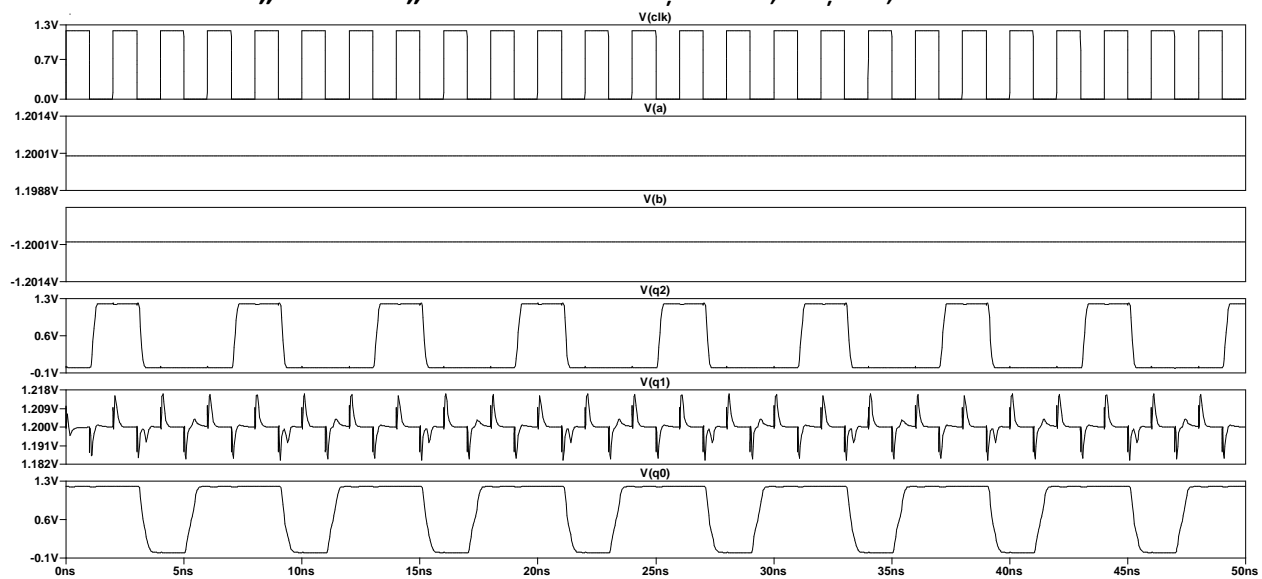 V(clk)
1.3V
0.7V
0.0V
V(a)
1.2014V
1.2001V
1.1988V
V(b)
-1.2001V
-1.2014V
V(q2)
1.3V
0.6V
-0.1V
V(q1)
1.218V
1.209V
1.200V
1.191V
1.182V
V(q0)
1.3V
0.6V
-0.1V
0ns 5ns 10ns 15ns 20ns 25ns 30ns 35ns 40ns 45ns 50ns